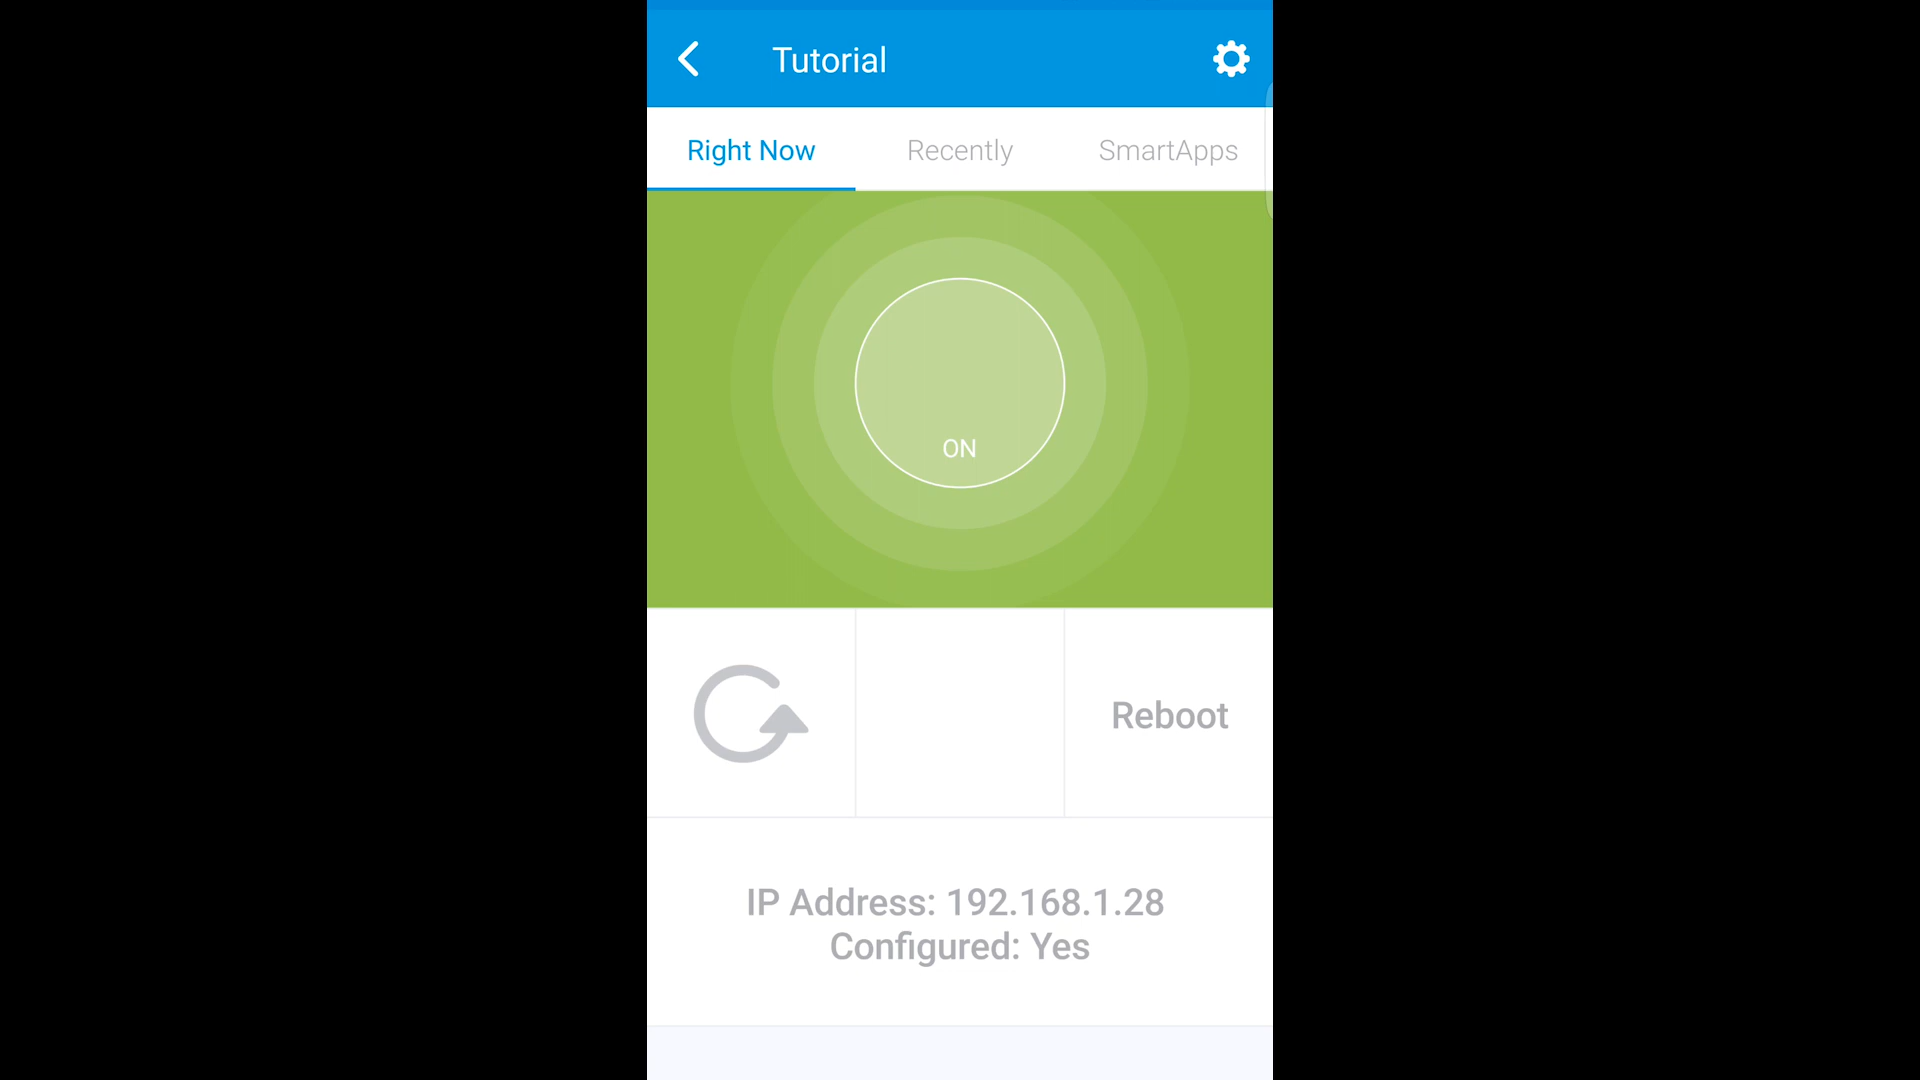 Tutorial
Right Now
Recently
SmartApps
ON
Reboot
IP Address: 192.168.1.28
Configured: Yes